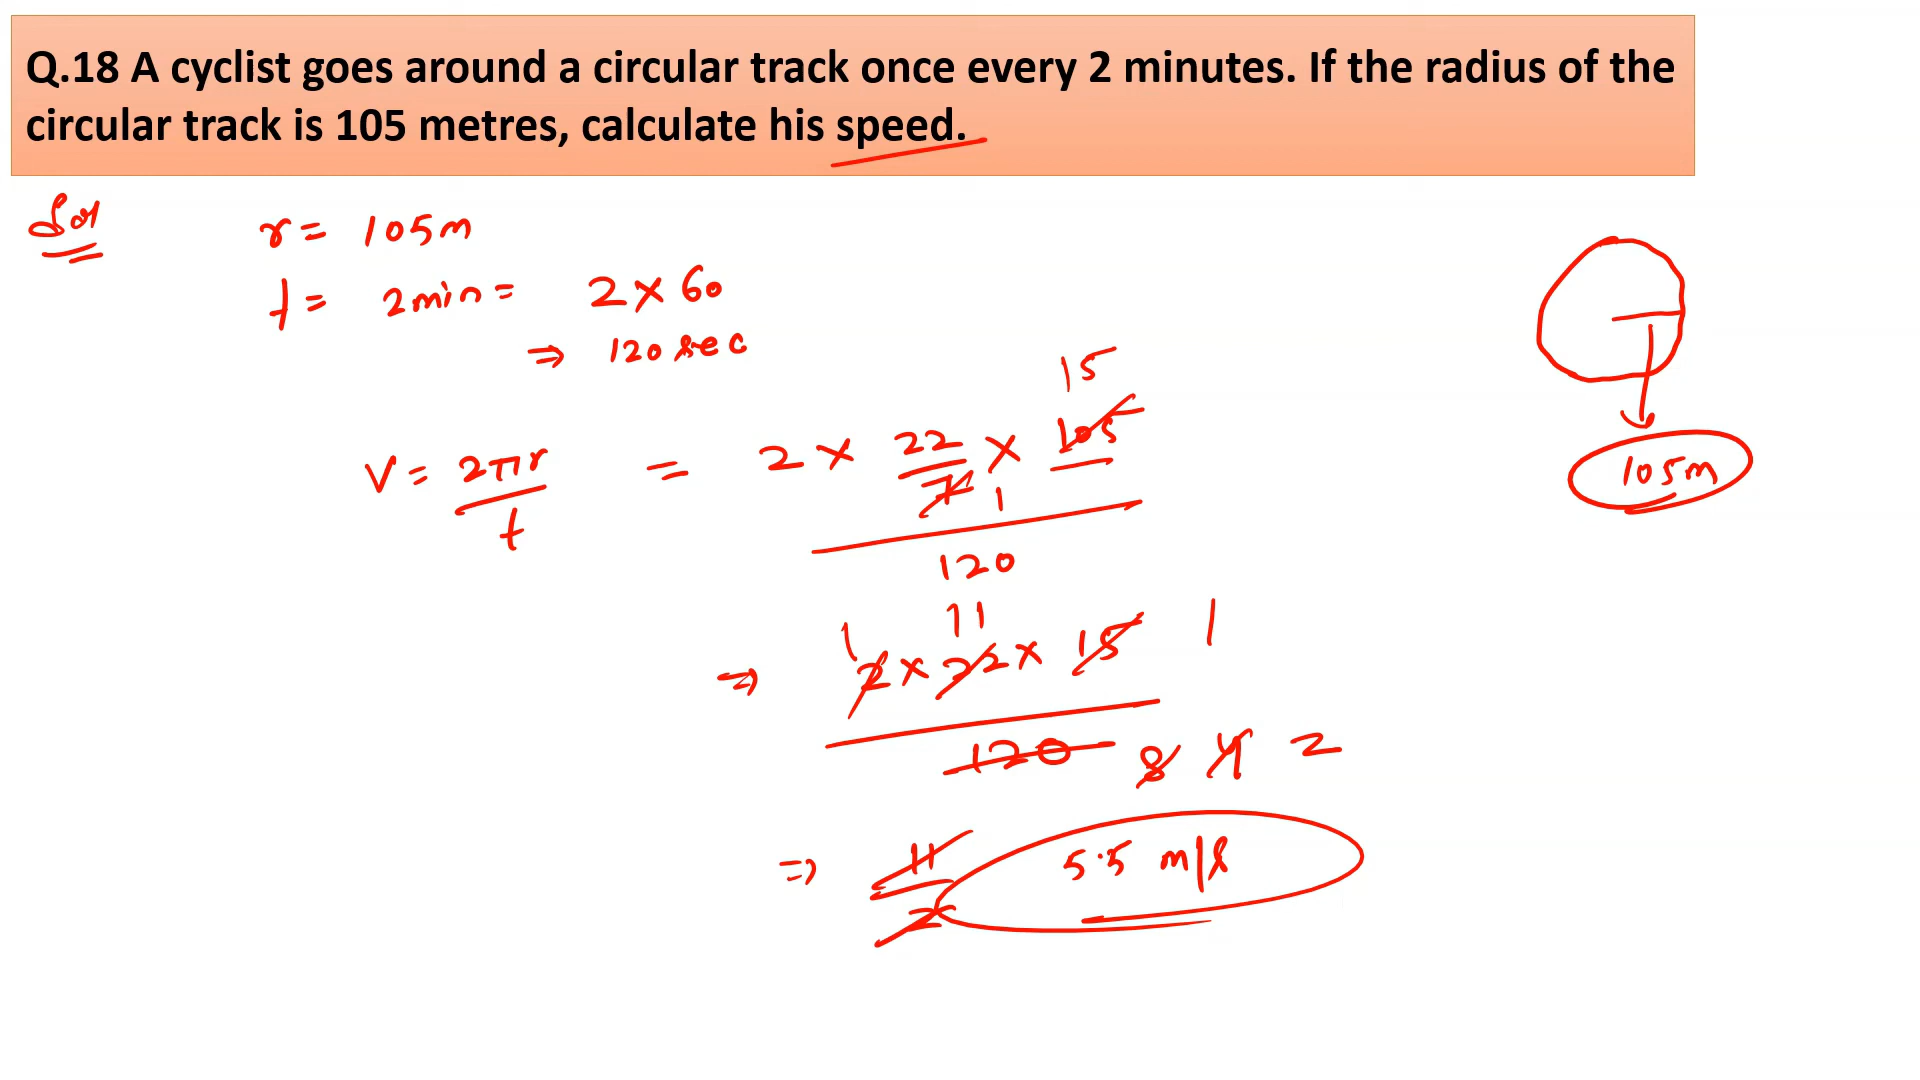 Q.18 A cyclist goes around a circular track once every 2 minutes. If the radius of the
circular track is 105 metres, calculate his speed.
Sol
r = 105m
t = 2min = 2 × 60
⇒ 120 sec
15
V = 2πr / t = 2 × 22/7 × 105 / 120
1
105m
1 11 1
⇒ 2 × 22 × 15 / 120 8 4 2
⇒ 11/2 5.5 m/s